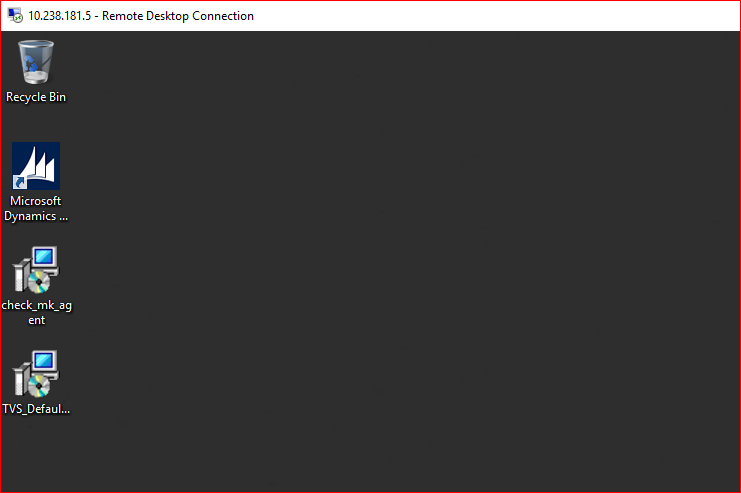 10.238.181.5 - Remote Desktop Connection
Recycle Bin
Microsoft
Dynamics ...
check_mk_ag
ent
TVS_Defaul...